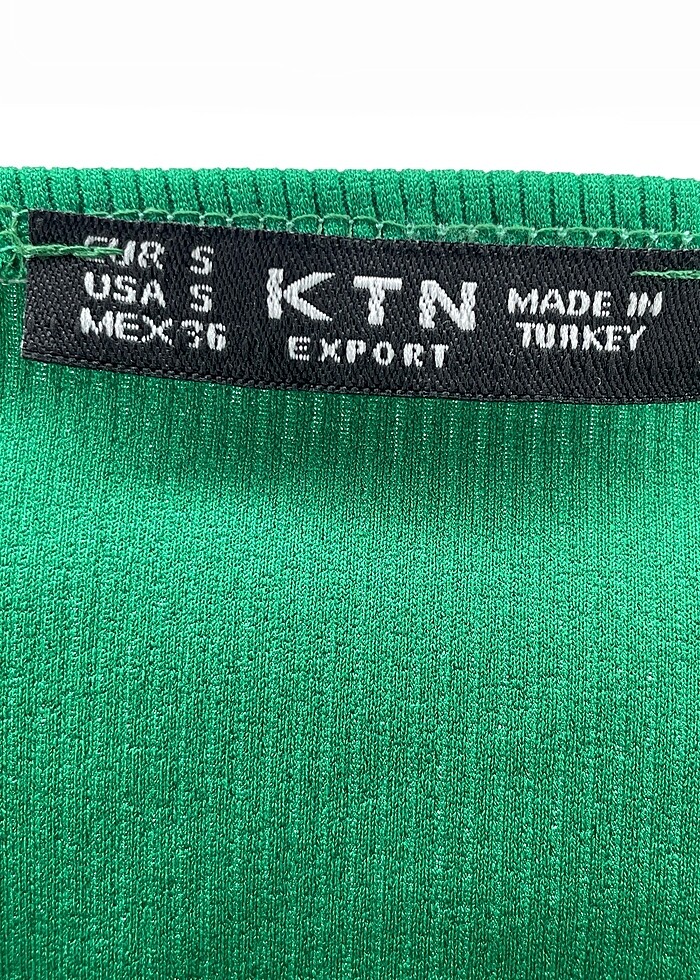 EUR S
USA S
MEX 36
KTN
EXPORT
MADE IN
TURKEY